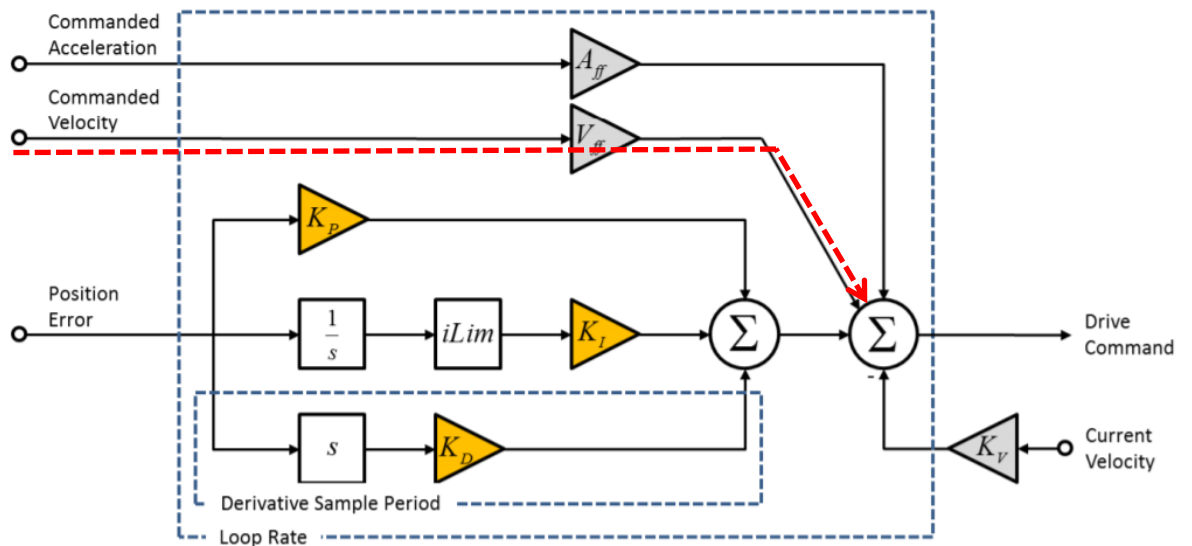 Commanded
Acceleration
A_ff
Commanded
Velocity
V_ff
K_P
Position
Error
1
s
iLim
K_I
Σ
Σ
Drive
Command
-
s
K_D
K_V
Current
Velocity
Derivative Sample Period
Loop Rate